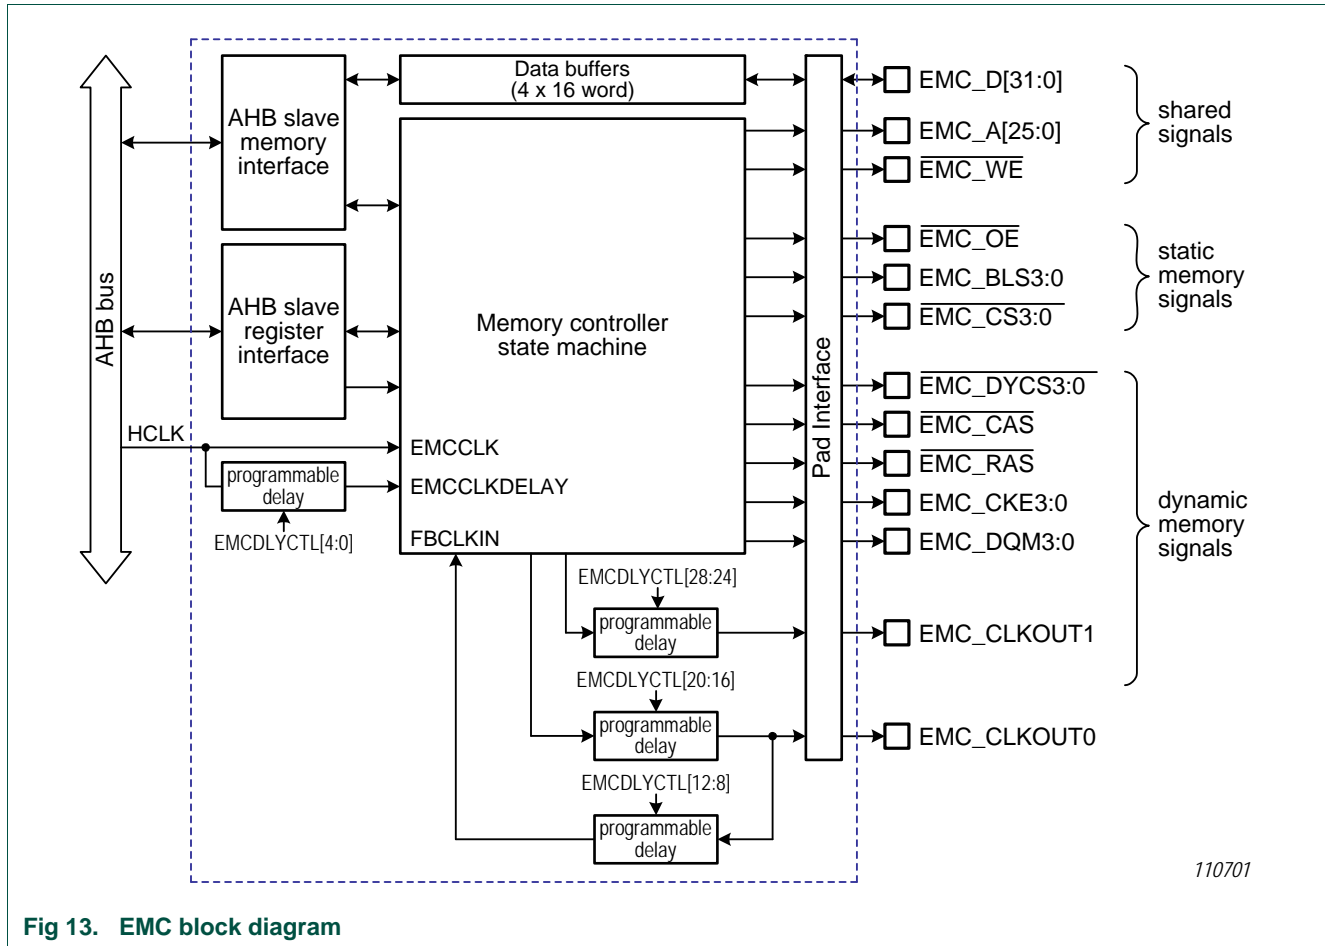 Data buffers
(4 x 16 word)
AHB slave
memory
interface
AHB slave
register
interface
AHB bus
HCLK
programmable
delay
EMCDLYCTL[4:0]
Memory controller
state machine
EMCCLK
EMCCLKDELAY
FBCLKIN
EMCDLYCTL[28:24]
programmable
delay
EMCDLYCTL[20:16]
programmable
delay
EMCDLYCTL[12:8]
programmable
delay
Pad Interface
EMC_D[31:0]
EMC_A[25:0]
EMC_WE
shared
signals
EMC_OE
EMC_BLS3:0
EMC_CS3:0
static
memory
signals
EMC_DYCS3:0
EMC_CAS
EMC_RAS
EMC_CKE3:0
EMC_DQM3:0
EMC_CLKOUT1
dynamic
memory
signals
EMC_CLKOUT0
110701
Fig 13. EMC block diagram